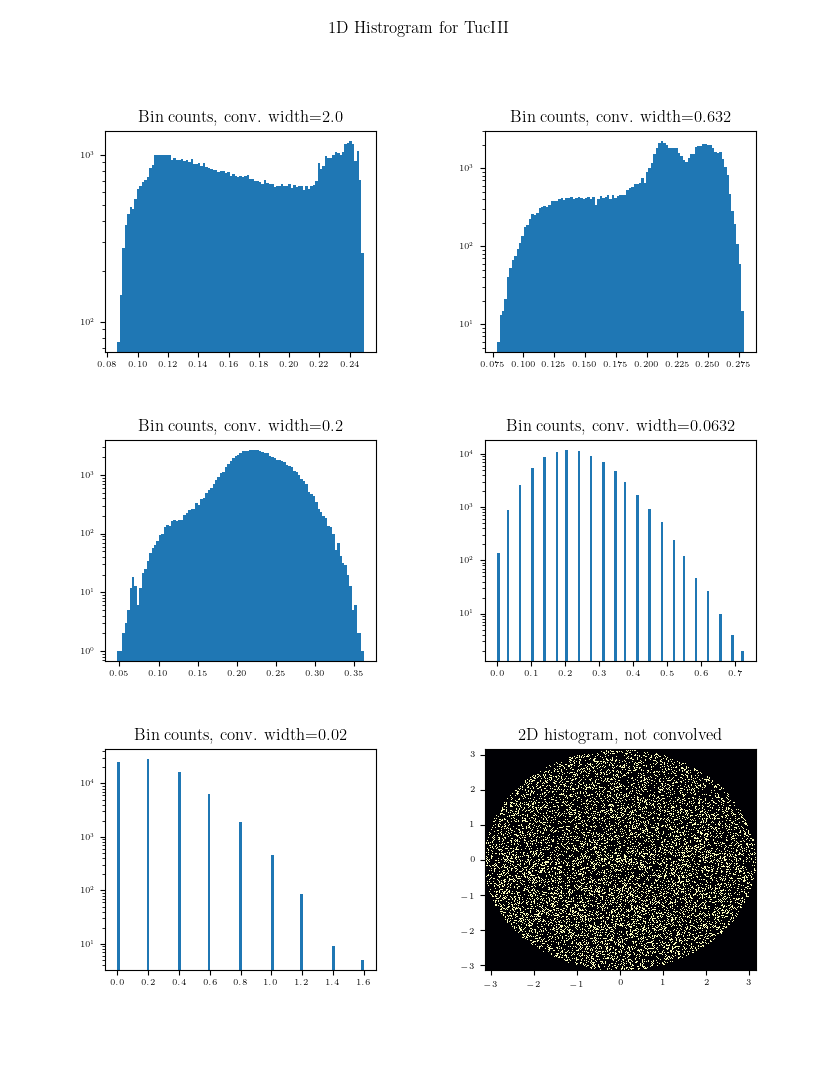 1D Histrogram for TucIII
Bin counts, conv. width=2.0
10³
10²
0.08 0.10 0.12 0.14 0.16 0.18 0.20 0.22 0.24
Bin counts, conv. width=0.632
10³
10²
10¹
0.075 0.100 0.125 0.150 0.175 0.200 0.225 0.250 0.275
Bin counts, conv. width=0.2
10³
10²
10¹
10⁰
0.05 0.10 0.15 0.20 0.25 0.30 0.35
Bin counts, conv. width=0.0632
10⁴
10³
10²
10¹
0.0 0.1 0.2 0.3 0.4 0.5 0.6 0.7
Bin counts, conv. width=0.02
10⁴
10³
10²
10¹
0.0 0.2 0.4 0.6 0.8 1.0 1.2 1.4 1.6
2D histogram, not convolved
3
2
1
0
−1
−2
−3
−3 −2 −1 0 1 2 3